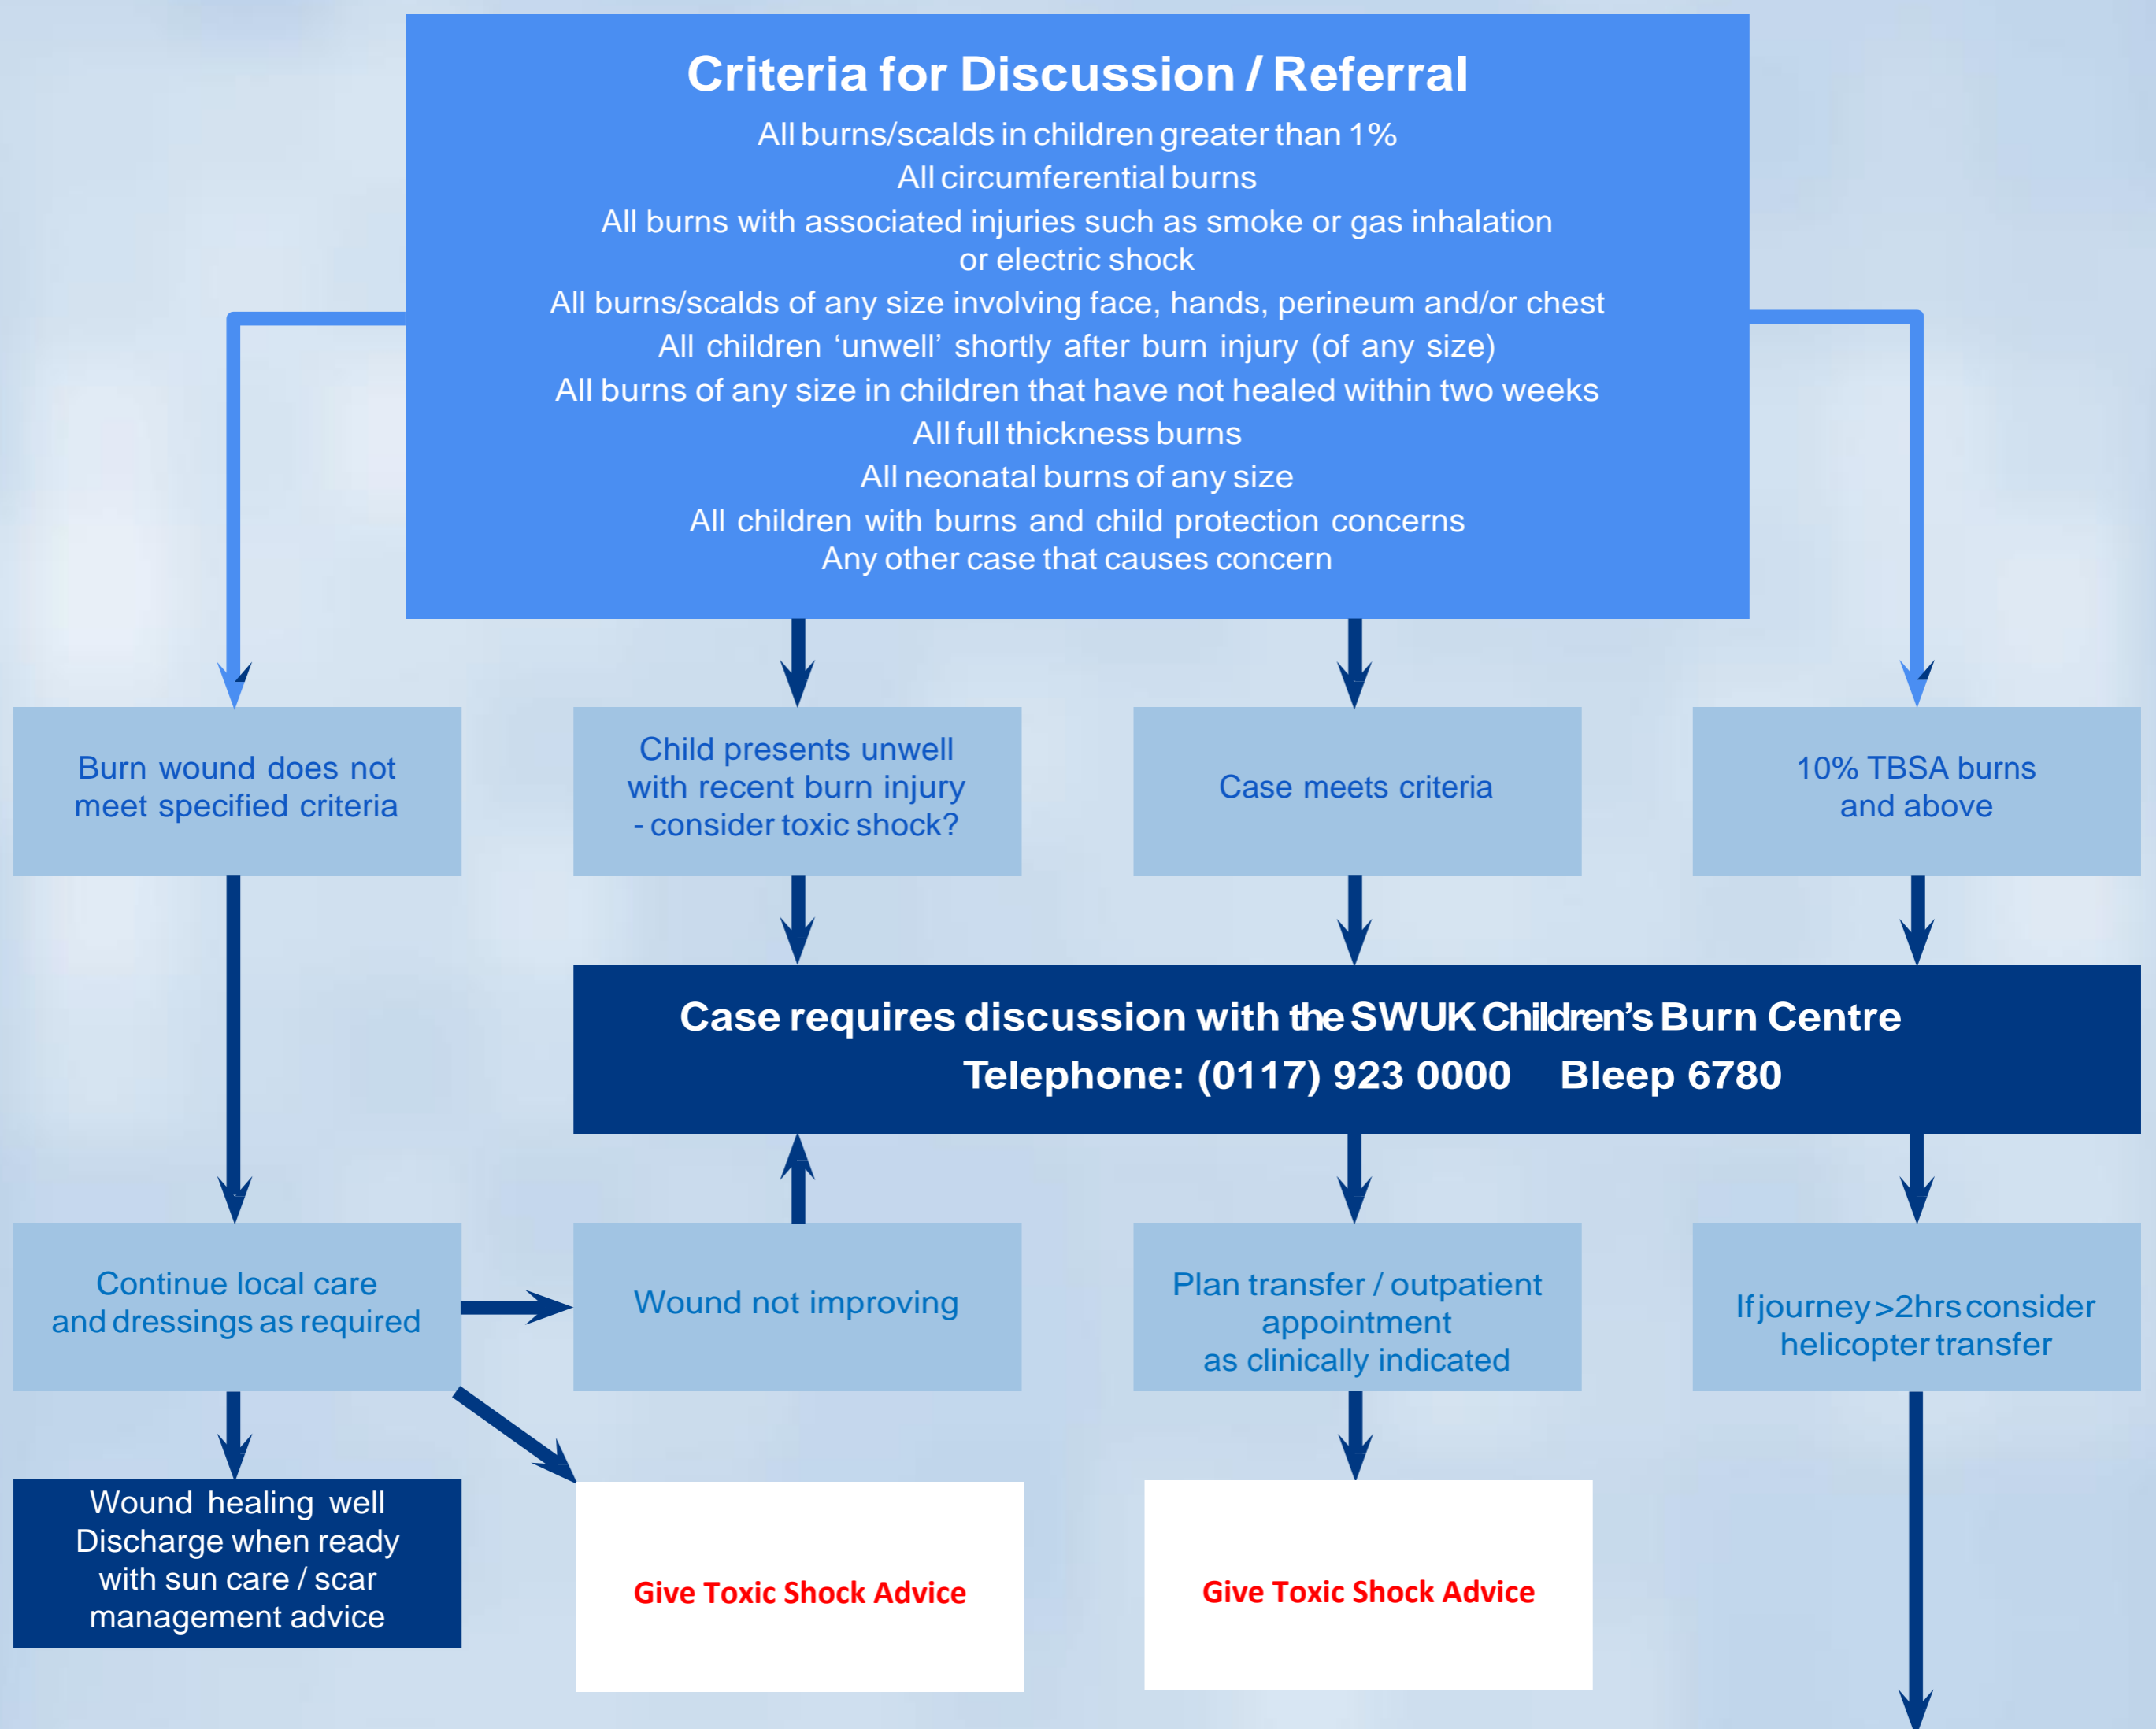 Criteria for Discussion / Referral
All burns/scalds in children greater than 1%
All circumferential burns
All burns with associated injuries such as smoke or gas inhalation
or electric shock
All burns/scalds of any size involving face, hands, perineum and/or chest
All children ‘unwell’ shortly after burn injury (of any size)
All burns of any size in children that have not healed within two weeks
All full thickness burns
All neonatal burns of any size
All children with burns and child protection concerns
Any other case that causes concern
Burn wound does not
meet specified criteria
Child presents unwell
with recent burn injury
- consider toxic shock?
Case meets criteria
10% TBSA burns
and above
Case requires discussion with the SWUK Children’s Burn Centre
Telephone: (0117) 923 0000 Bleep 6780
Continue local care
and dressings as required
Wound not improving
Plan transfer / outpatient
appointment
as clinically indicated
If journey >2hrs consider
helicopter transfer
Wound healing well
Discharge when ready
with sun care / scar
management advice
Give Toxic Shock Advice
Give Toxic Shock Advice